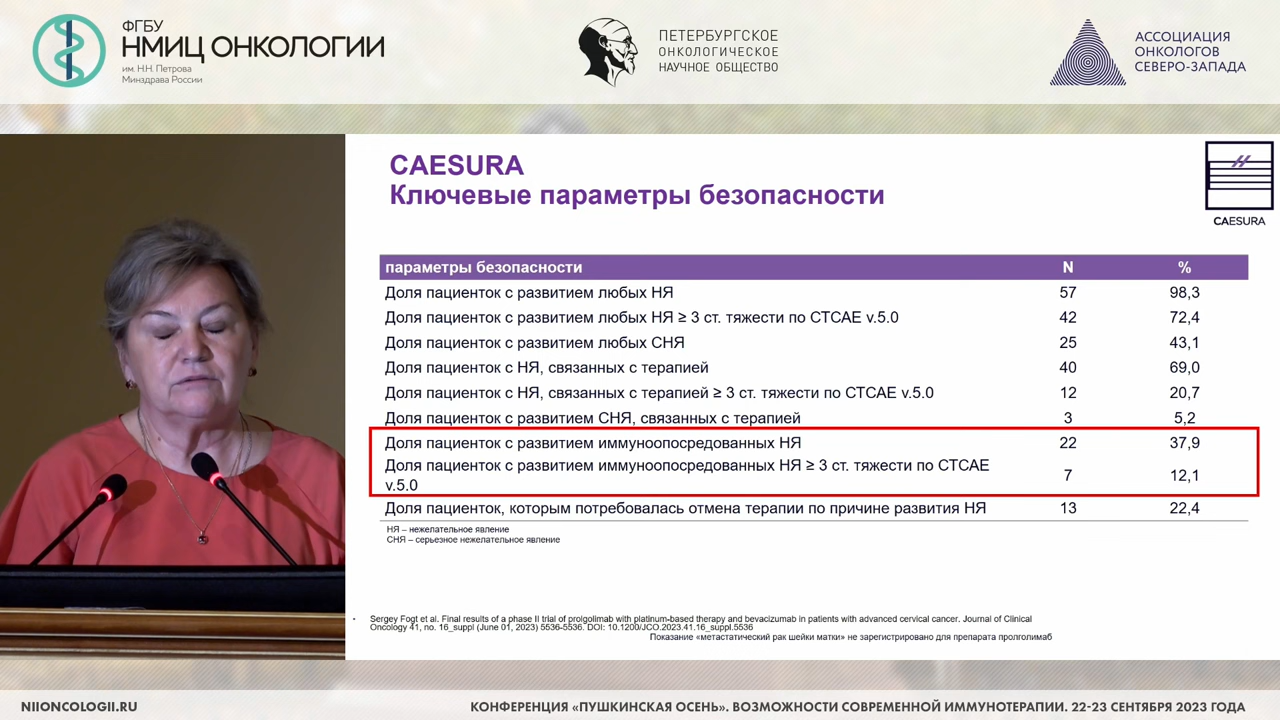 ФГБУ
НМИЦ ОНКОЛОГИИ
им. Н.Н. Петрова
Минздрава России
ПЕТЕРБУРГСКОЕ
ОНКОЛОГИЧЕСКОЕ
НАУЧНОЕ ОБЩЕСТВО
АССОЦИАЦИЯ
ОНКОЛОГОВ
СЕВЕРО-ЗАПАДА
CAESURA
Ключевые параметры безопасности
CAESURA
параметры безопасности N %
Доля пациенток с развитием любых НЯ 57 98,3
Доля пациенток с развитием любых НЯ ≥ 3 ст. тяжести по CTCAE v.5.0 42 72,4
Доля пациенток с развитием любых СНЯ 25 43,1
Доля пациенток с НЯ, связанных с терапией 40 69,0
Доля пациенток с НЯ, связанных с терапией ≥ 3 ст. тяжести по CTCAE v.5.0 12 20,7
Доля пациенток с развитием СНЯ, связанных с терапией 3 5,2
Доля пациенток с развитием иммуноопосредованных НЯ 22 37,9
Доля пациенток с развитием иммуноопосредованных НЯ ≥ 3 ст. тяжести по CTCAE
v.5.0 7 12,1
Доля пациенток, которым потребовалась отмена терапии по причине развития НЯ 13 22,4
НЯ – нежелательное явление
СНЯ – серьезное нежелательное явление
• Sergey Fogt et al. Final results of a phase II trial of prolgolimab with platinum-based therapy and bevacizumab in patients with advanced cervical cancer. Journal of Clinical
Oncology 41, no. 16_suppl (June 01, 2023) 5536-5536. DOI: 10.1200/JCO.2023.41.16_suppl.5536
Показание «метастатический рак шейки матки» не зарегистрировано для препарата пролголимаб
NIIONCOLOGII.RU
КОНФЕРЕНЦИЯ «ПУШКИНСКАЯ ОСЕНЬ». ВОЗМОЖНОСТИ СОВРЕМЕННОЙ ИММУНОТЕРАПИИ. 22-23 СЕНТЯБРЯ 2023 ГОДА